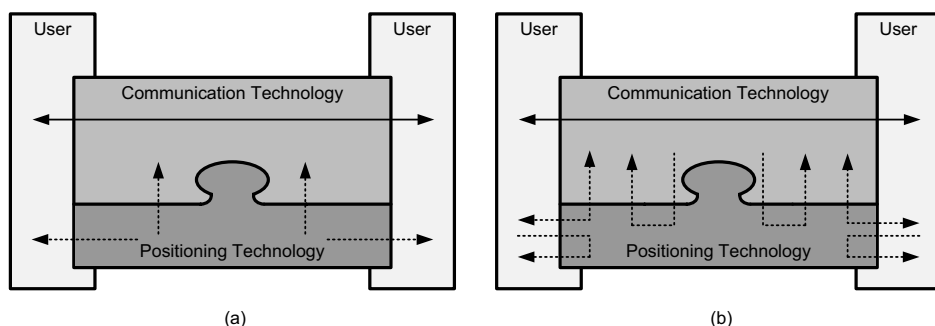 User
User
Communication Technology
Positioning Technology
(a)
User
User
Communication Technology
Positioning Technology
(b)